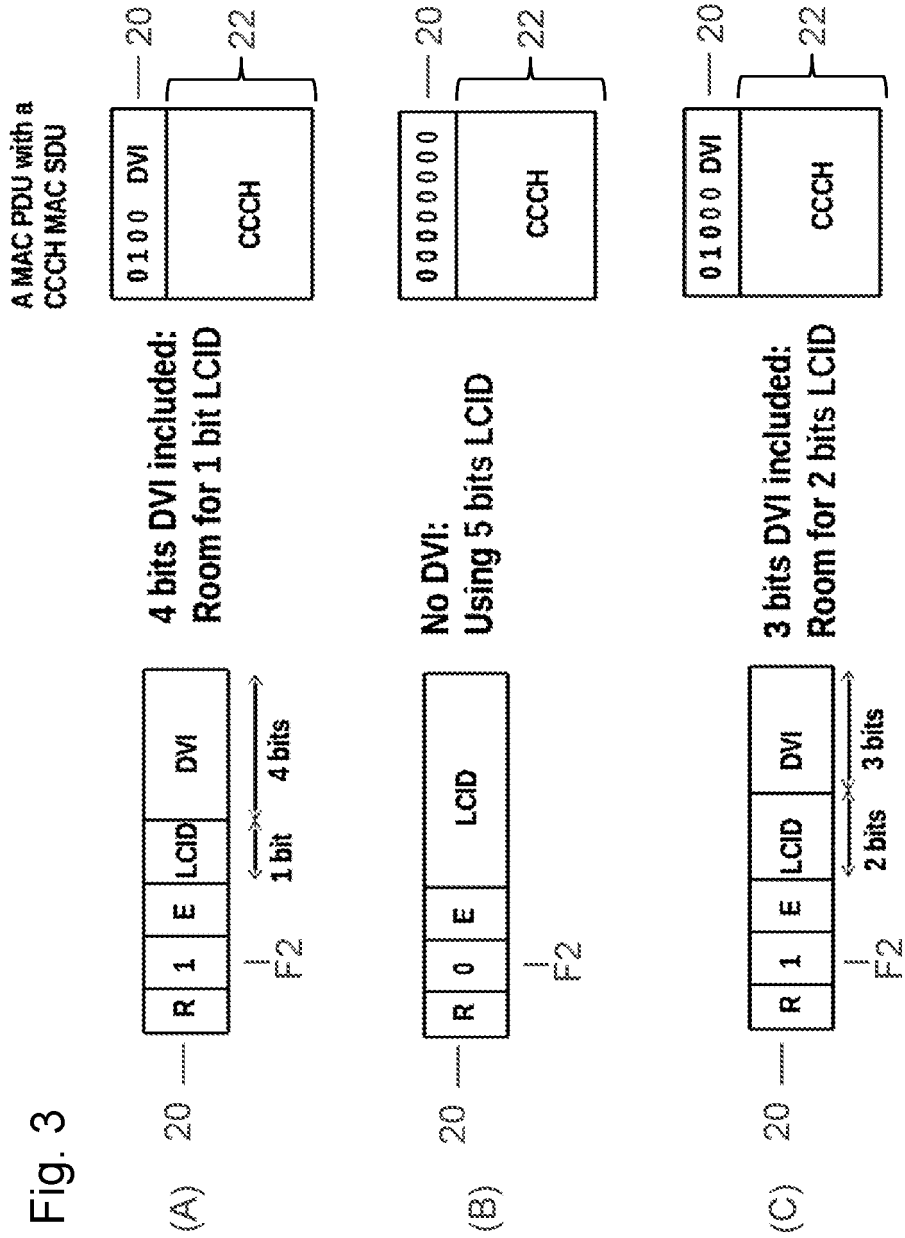 Fig. 3
A MAC PDU with a
CCCH MAC SDU
(A)
20
R 1 E LCID DVI
F2
1 bit 4 bits
4 bits DVI included:
Room for 1 bit LCID
0 1 0 0 DVI
CCCH
20
22
(B)
20
R 0 E LCID
F2
No DVI:
Using 5 bits LCID
0 0 0 0 0 0 0 0
CCCH
20
22
(C)
20
R 1 E LCID DVI
F2
2 bits 3 bits
3 bits DVI included:
Room for 2 bits LCID
0 1 0 0 0 DVI
CCCH
20
22